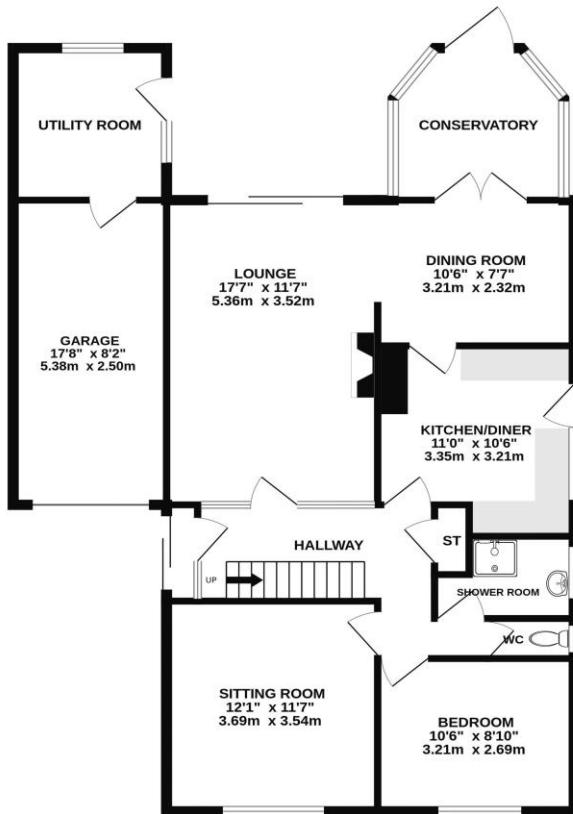 UTILITY ROOM
CONSERVATORY
LOUNGE
17'7" x 11'7"
5.36m x 3.52m
DINING ROOM
10'6" x 7'7"
3.21m x 2.32m
GARAGE
17'8" x 8'2"
5.38m x 2.50m
KITCHEN/DINER
11'0" x 10'6"
3.35m x 3.21m
HALLWAY
ST
UP
SHOWER ROOM
WC
SITTING ROOM
12'1" x 11'7"
3.69m x 3.54m
BEDROOM
10'6" x 8'10"
3.21m x 2.69m